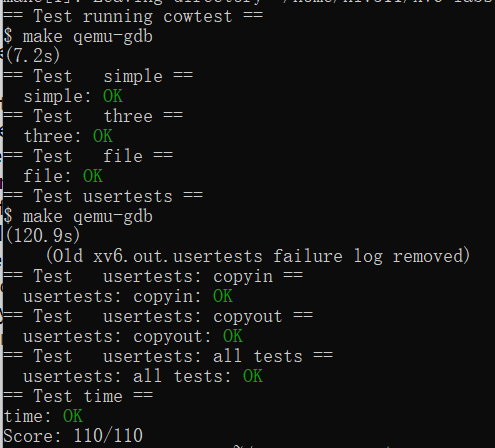 == Test running cowtest ==
$ make qemu-gdb
(7.2s)
== Test   simple ==
  simple: OK
== Test   three ==
  three: OK
== Test   file ==
  file: OK
== Test usertests ==
$ make qemu-gdb
(120.9s)
    (Old xv6.out.usertests failure log removed)
== Test   usertests: copyin ==
  usertests: copyin: OK
== Test   usertests: copyout ==
  usertests: copyout: OK
== Test   usertests: all tests ==
  usertests: all tests: OK
== Test time ==
time: OK
Score: 110/110